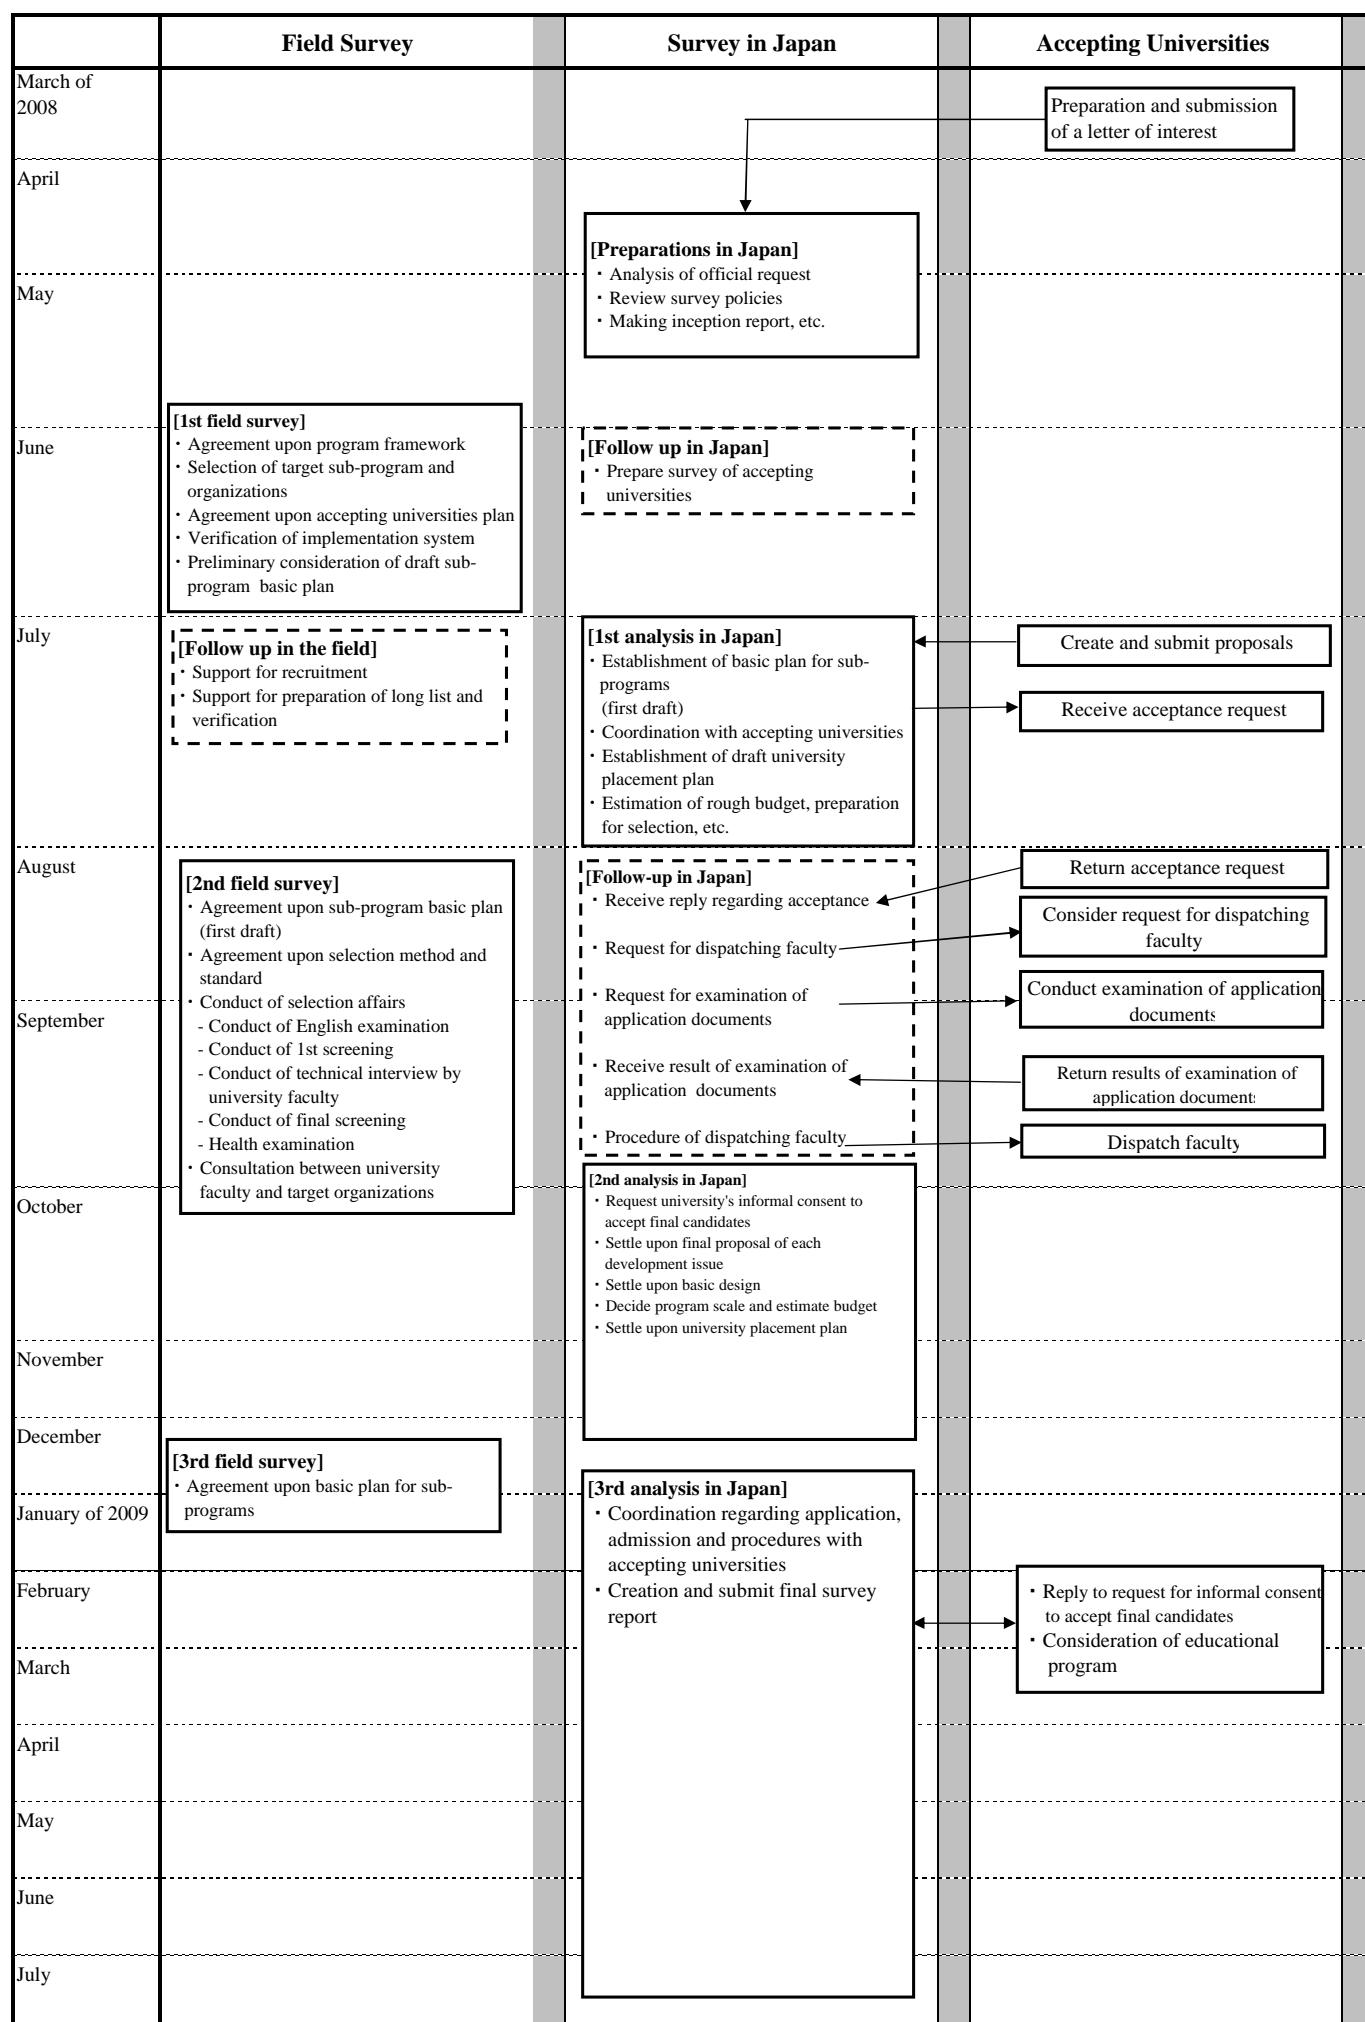 Field Survey
Survey in Japan
Accepting Universities
March of
2008
Preparation and submission
of a letter of interest
April
[Preparations in Japan]
・Analysis of official request
・Review survey policies
・Making inception report, etc.
May
[1st field survey]
・Agreement upon program framework
・Selection of target sub-program and
organizations
・Agreement upon accepting universities plan
・Verification of implementation system
・Preliminary consideration of draft sub-
program basic plan
June
[Follow up in Japan]
・Prepare survey of accepting
universities
July
[Follow up in the field]
・Support for recruitment
・Support for preparation of long list and
verification
[1st analysis in Japan]
・Establishment of basic plan for sub-
programs
(first draft)
・Coordination with accepting universities
・Establishment of draft university
placement plan
・Estimation of rough budget, preparation
for selection, etc.
Create and submit proposals
Receive acceptance request
August
[2nd field survey]
・Agreement upon sub-program basic plan
(first draft)
・Agreement upon selection method and
standard
・Conduct of selection affairs
- Conduct of English examination
- Conduct of 1st screening
- Conduct of technical interview by
university faculty
- Conduct of final screening
- Health examination
・Consultation between university
faculty and target organizations
[Follow-up in Japan]
・Receive reply regarding acceptance
・Request for dispatching faculty
・Request for examination of
application documents
・Receive result of examination of
application documents
・Procedure of dispatching faculty
Return acceptance request
Consider request for dispatching
faculty
Conduct examination of application
documents
Return results of examination of
application documents
Dispatch faculty
September
[2nd analysis in Japan]
・Request university's informal consent to
accept final candidates
・Settle upon final proposal of each
development issue
・Settle upon basic design
・Decide program scale and estimate budget
・Settle upon university placement plan
October
November
December
[3rd field survey]
・Agreement upon basic plan for sub-
programs
[3rd analysis in Japan]
・Coordination regarding application,
admission and procedures with
accepting universities
・Creation and submit final survey
report
January of 2009
February
・Reply to request for informal consent
to accept final candidates
・Consideration of educational
program
March
April
May
June
July